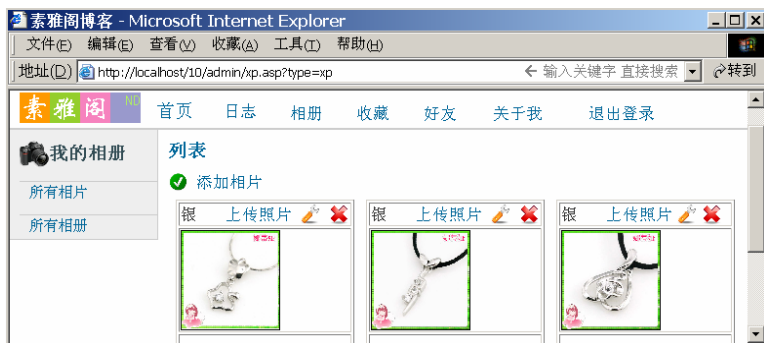 素雅阁博客 - Microsoft Internet Explorer
文件(F) 编辑(E) 查看(V) 收藏(A) 工具(T) 帮助(H)
地址(D) http://localhost/10/admin/xp.asp?type=xp ← 输入关键字 直接搜索 转到
素雅阁 ND 首页 日志 相册 收藏 好友 关于我 退出登录
我的相册
所有相片
所有相册
列表
添加相片
银 上传照片 银 上传照片 银 上传照片